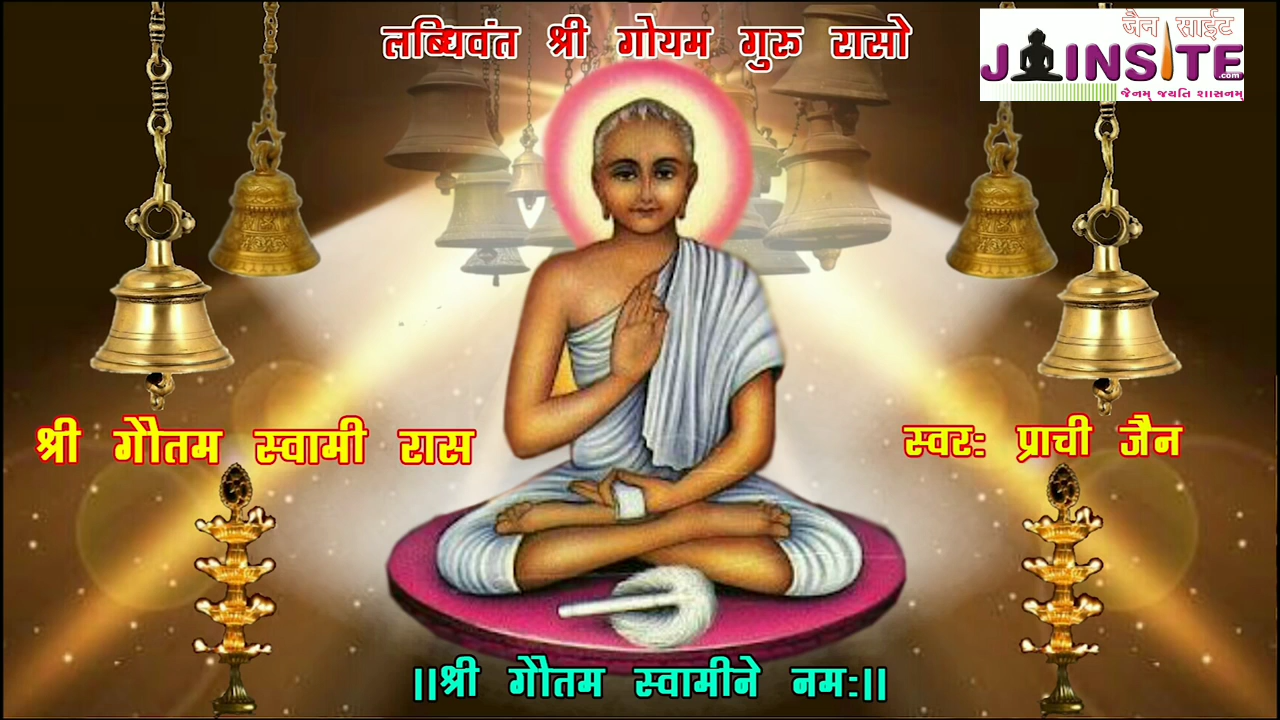 लब्धिवंत श्री गोयम गुरु रासो
जैन साईट
JAINSITE
.com
જૈનમ્ જયતિ શાસનમ્
श्री गौतम स्वामी रास
स्वरः प्राची जैन
||श्री गौतम स्वामीने नमः||